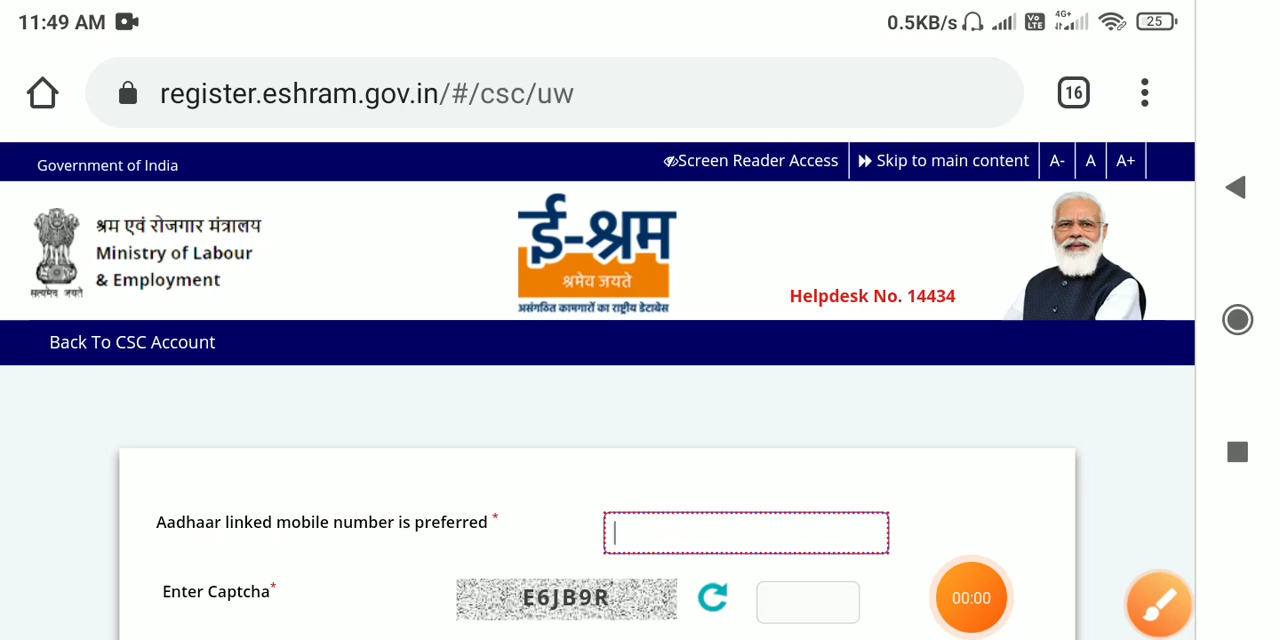 11:49 AM 0.5KB/s Vo LTE 4G+ 25
register.eshram.gov.in/#/csc/uw 16
Government of India Screen Reader Access Skip to main content A- A A+
श्रम एवं रोजगार मंत्रालय
Ministry of Labour
& Employment
सत्यमेव जयते
ई-श्रम
श्रमेव जयते
असंगठित कामगारों का राष्ट्रीय डेटाबेस
Helpdesk No. 14434
Back To CSC Account
Aadhaar linked mobile number is preferred *
Enter Captcha* E6JB9R 00:00